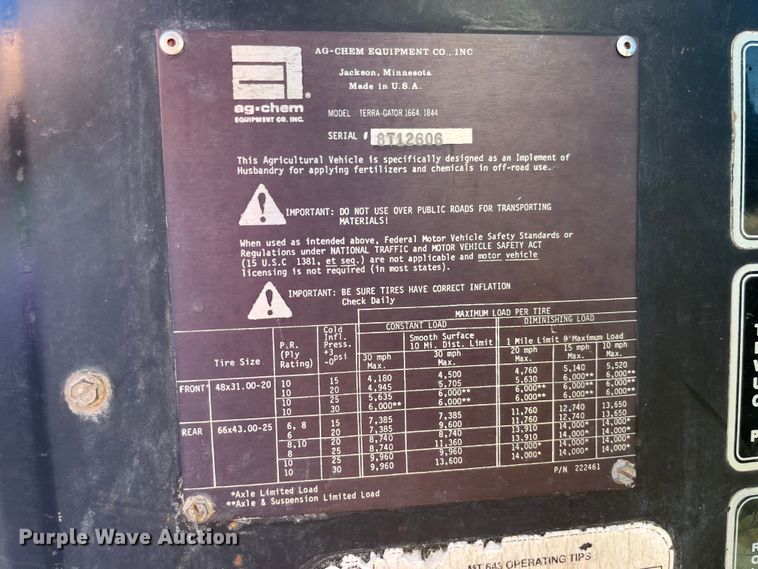 AG-CHEM EQUIPMENT CO., INC
Jackson, Minnesota
Made in U.S.A.
ag·chem®
EQUIPMENT CO. INC.
MODEL TERRA-GATOR 1664, 1844
SERIAL # 8T12606
This Agricultural Vehicle is specifically designed as an Implement of
Husbandry for applying fertilizers and chemicals in off-road use.
IMPORTANT: DO NOT USE OVER PUBLIC ROADS FOR TRANSPORTING
MATERIALS!
When used as intended above, Federal Motor Vehicle Safety Standards or
Regulations under NATIONAL TRAFFIC and MOTOR VEHICLE SAFETY ACT
(15 U.S.C 1381, et seq.) are not applicable and motor vehicle
licensing is not required (in most states).
IMPORTANT: BE SURE TIRES HAVE CORRECT INFLATION
Check Daily
MAXIMUM LOAD PER TIRE
CONSTANT LOAD DIMINISHING LOAD
Tire Size P.R. (Ply Rating) Cold Infl. Press. +3 -0psi 30 mph Max. Smooth Surface 10 Mi. Dist. Limit 30 mph Max. 1 Mile Limit @ Maximum Load 20 mph Max. 15 mph Max. 10 mph Max.
FRONT* 48x31.00-20 10 15 4,180 4,500 4,760 5,140 5,520
10 20 4,945 5,705 5,630 6,000** 6,000**
10 25 5,635 6,000** 6,000** 6,000** 6,000**
10 30 6,000** 6,000** 6,000** 6,000** 6,000**
REAR 66x43.00-25 6, 8 15 7,385 7,385 11,760 12,740 13,650
6 20 7,385 9,600 11,760 12,740 13,650
8,10 20 8,740 8,740 13,910 14,000* 14,000*
8 25 8,740 11,360 13,910 14,000* 14,000*
10 25 9,960 9,960 14,000* 14,000* 14,000*
10 30 9,960 13,600 14,000* 14,000* 14,000*
P/N 222461
*Axle Limited Load
**Axle & Suspension Limited Load
Purple Wave Auction
643 OPERATING TIPS